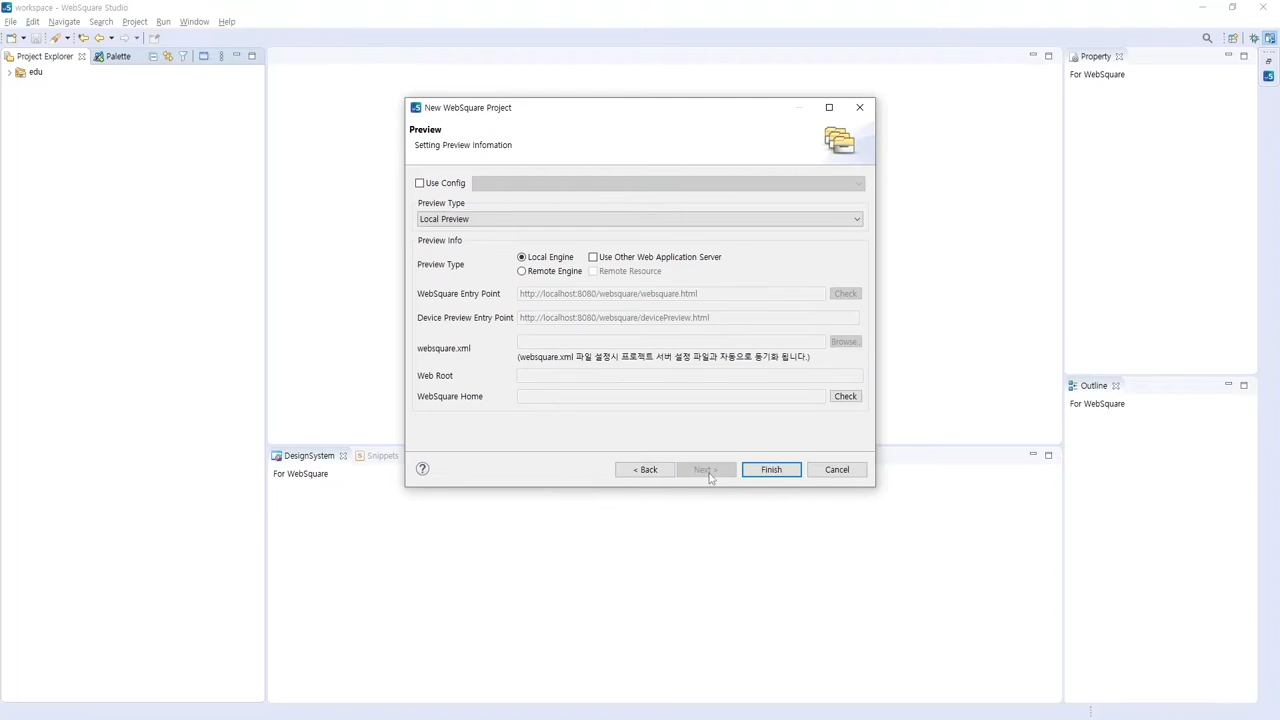 workspace - WebSquare Studio
File Edit Navigate Search Project Run Window Help
Project Explorer Palette
edu
Property
For WebSquare
Outline
For WebSquare
DesignSystem Snippets
For WebSquare
New WebSquare Project
Preview
Setting Preview Infomation
Use Config
Preview Type
Local Preview
Preview Info
Preview Type
Local Engine Use Other Web Application Server
Remote Engine Remote Resource
WebSquare Entry Point http://localhost:8080/websquare/websquare.html Check
Device Preview Entry Point http://localhost:8080/websquare/devicePreview.html
websquare.xml Browse..
(websquare.xml 파일 설정시 프로젝트 서버 설정 파일과 자동으로 동기화 됩니다.)
Web Root
WebSquare Home Check
< Back Next > Finish Cancel